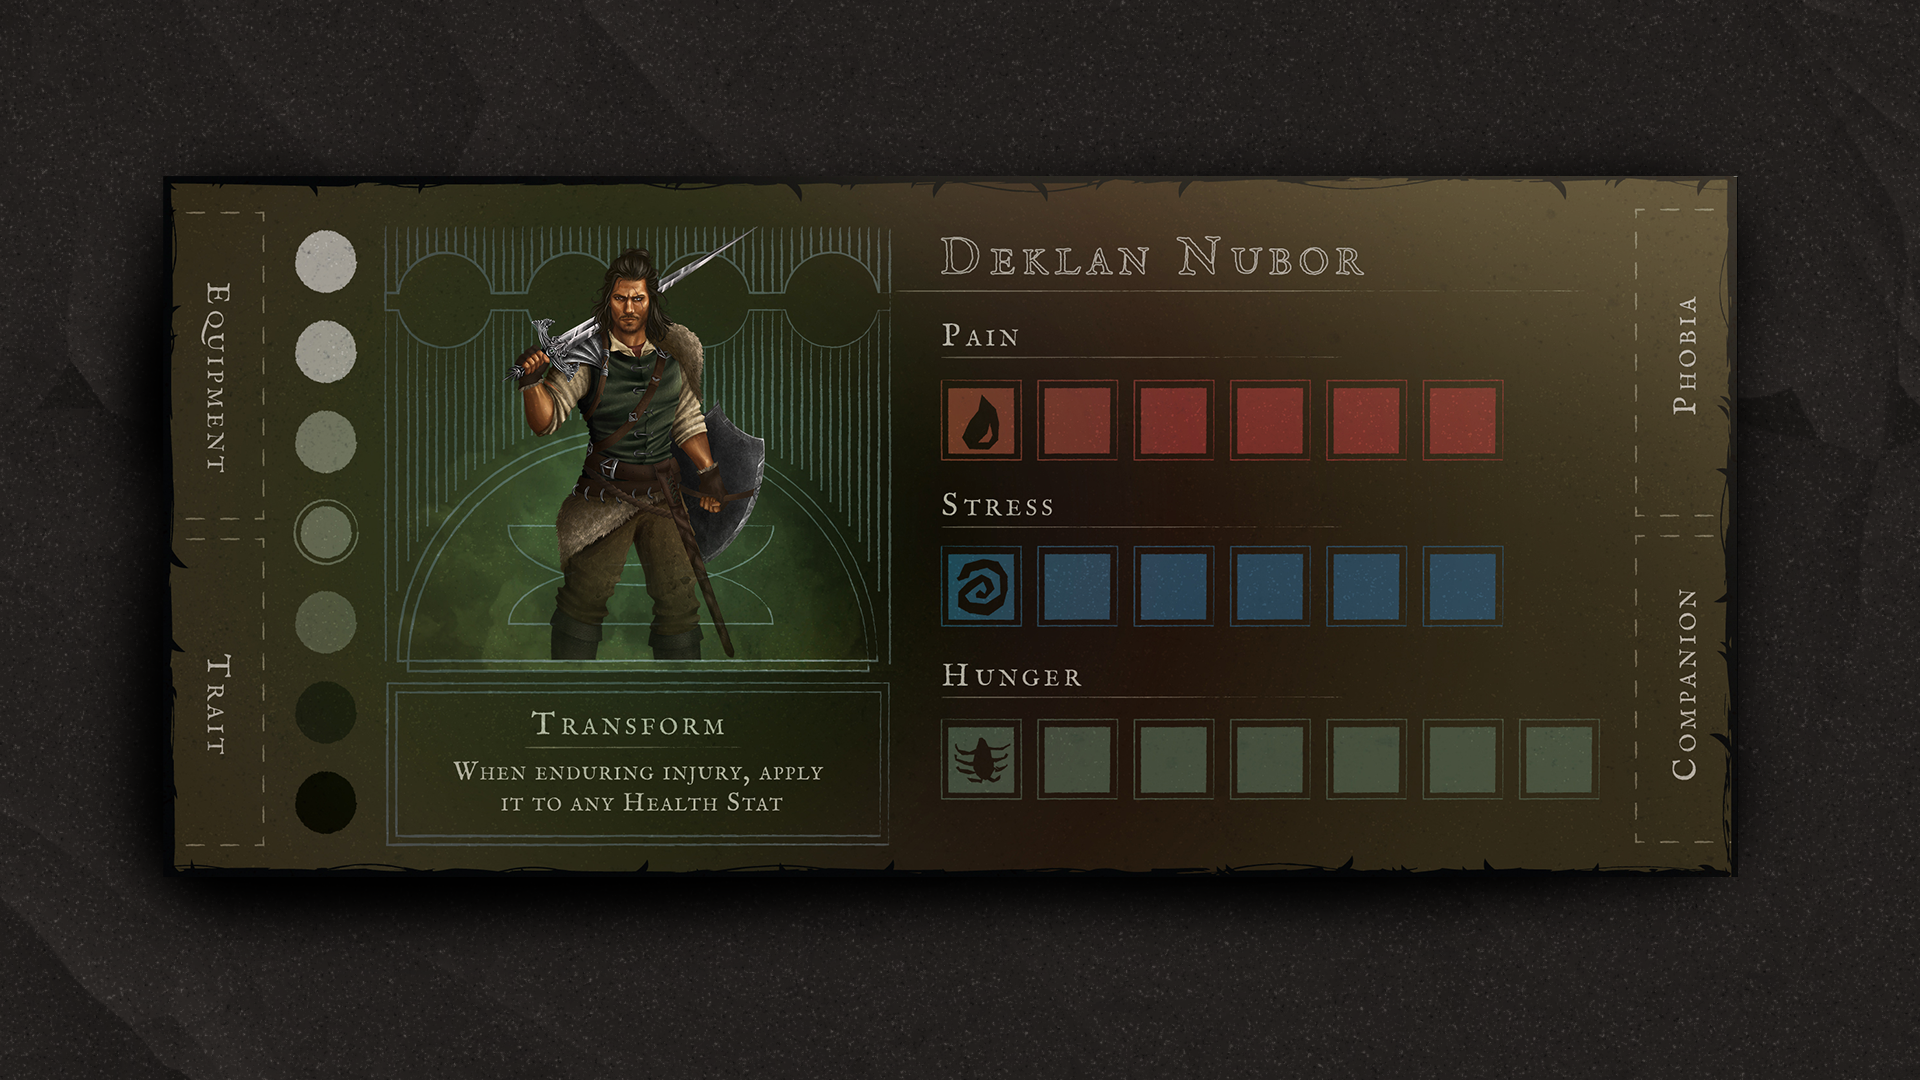 Equipment
Trait
Deklan Nubor
Pain
Stress
Hunger
Transform
When enduring injury, apply
it to any Health Stat
Phobia
Companion